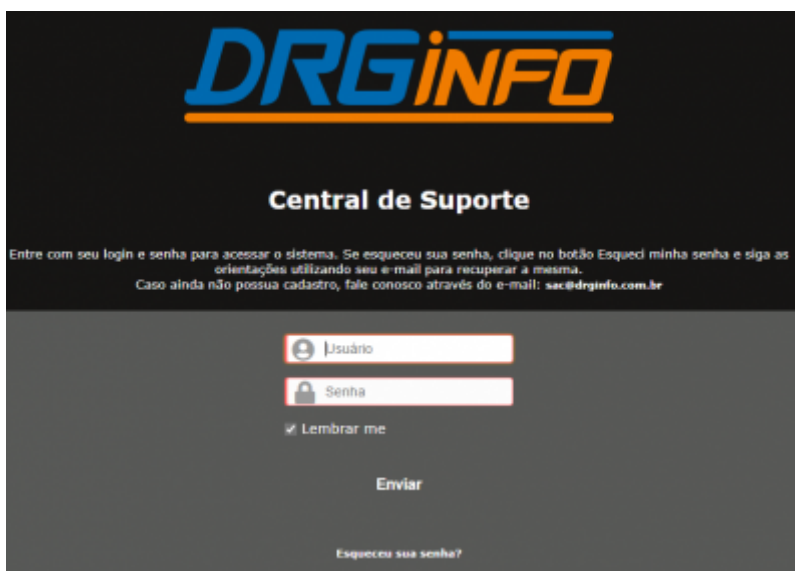 DRGiNFO
Central de Suporte
Entre com seu login e senha para acessar o sistema. Se esqueceu sua senha, clique no botão Esqueci minha senha e siga as
orientações utilizando seu e-mail para recuperar a mesma.
Caso ainda não possua cadastro, fale conosco através do e-mail: sac@drginfo.com.br
Usuário
Senha
Lembrar me
Enviar
Esqueceu sua senha?